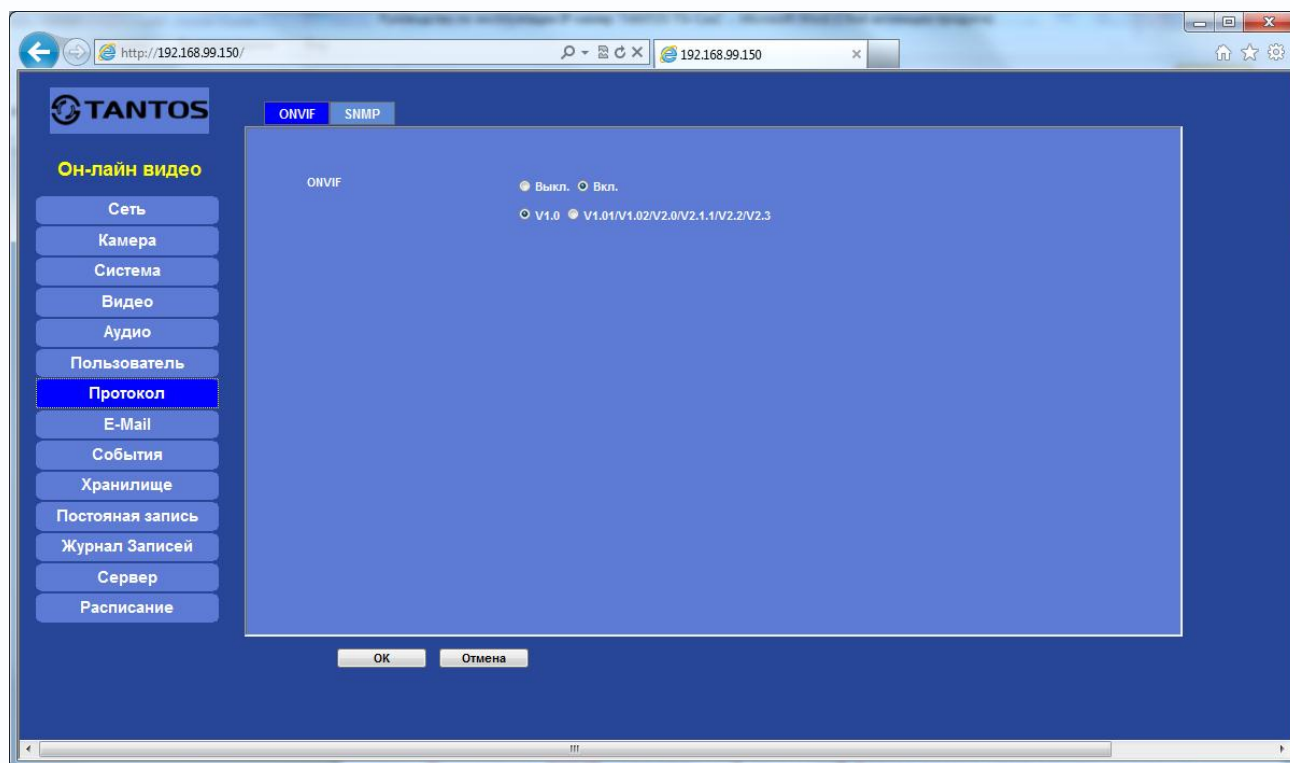 http://192.168.99.150/
192.168.99.150
TANTOS
ONVIF
SNMP
Он-лайн видео
ONVIF
Выкл.
Вкл.
V1.0
V1.01/V1.02/V2.0/V2.1.1/V2.2/V2.3
Сеть
Камера
Система
Видео
Аудио
Пользователь
Протокол
E-Mail
События
Хранилище
Постояная запись
Журнал Записей
Сервер
Расписание
OK
Отмена